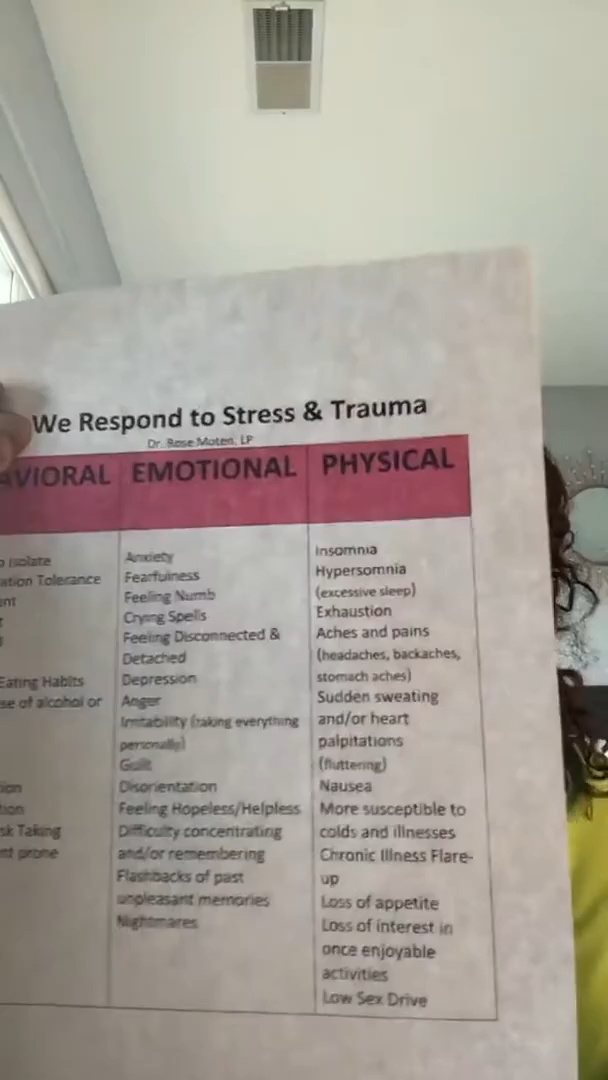 We Respond to Stress & Trauma
Dr. Rose Moten, LP
AVIORAL
o isolate
ation Tolerance
ent
Eating Habits
se of alcohol or
ion
tion
sk Taking
nt prone
EMOTIONAL
Anxiety
Fearfulness
Feeling Numb
Crying Spells
Feeling Disconnected &
Detached
Depression
Anger
Irritability (taking everything
personally)
Guilt
Disorientation
Feeling Hopeless/Helpless
Difficulty concentrating
and/or remembering
Flashbacks of past
unpleasant memories
Nightmares
PHYSICAL
Insomnia
Hypersomnia
(excessive sleep)
Exhaustion
Aches and pains
(headaches, backaches,
stomach aches)
Sudden sweating
and/or heart
palpitations
(fluttering)
Nausea
More susceptible to
colds and illnesses
Chronic Illness Flare-
up
Loss of appetite
Loss of interest in
once enjoyable
activities
Low Sex Drive